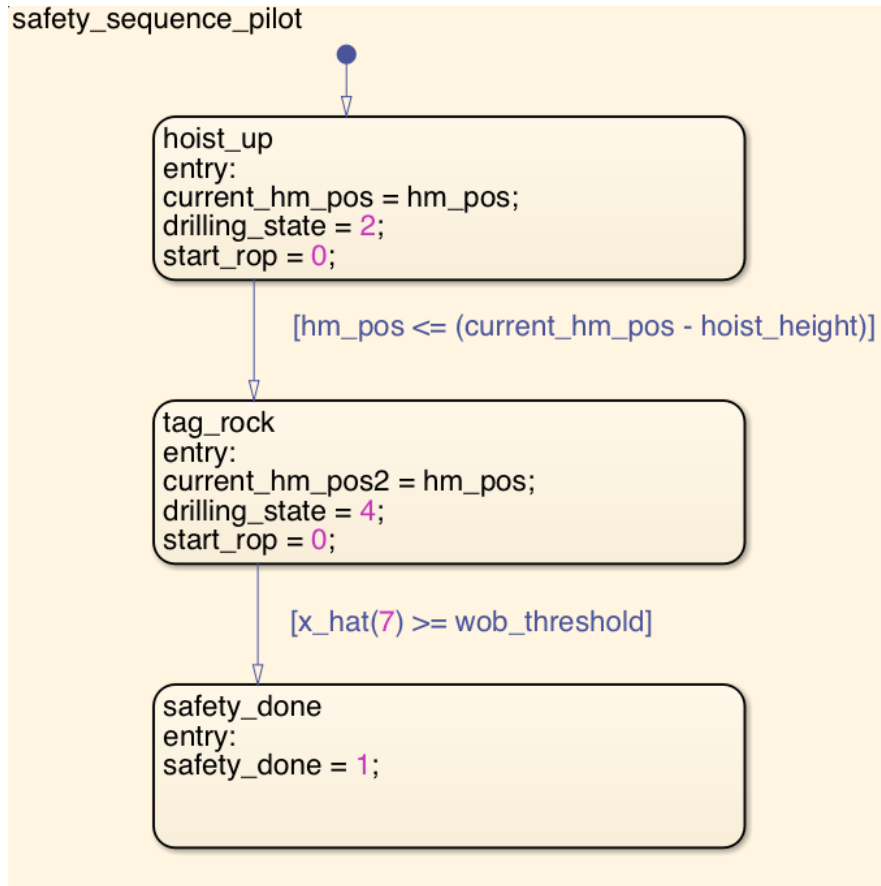 safety_sequence_pilot
hoist_up
entry:
current_hm_pos = hm_pos;
drilling_state = 2;
start_rop = 0;
[hm_pos <= (current_hm_pos - hoist_height)]
tag_rock
entry:
current_hm_pos2 = hm_pos;
drilling_state = 4;
start_rop = 0;
[x_hat(7) >= wob_threshold]
safety_done
entry:
safety_done = 1;